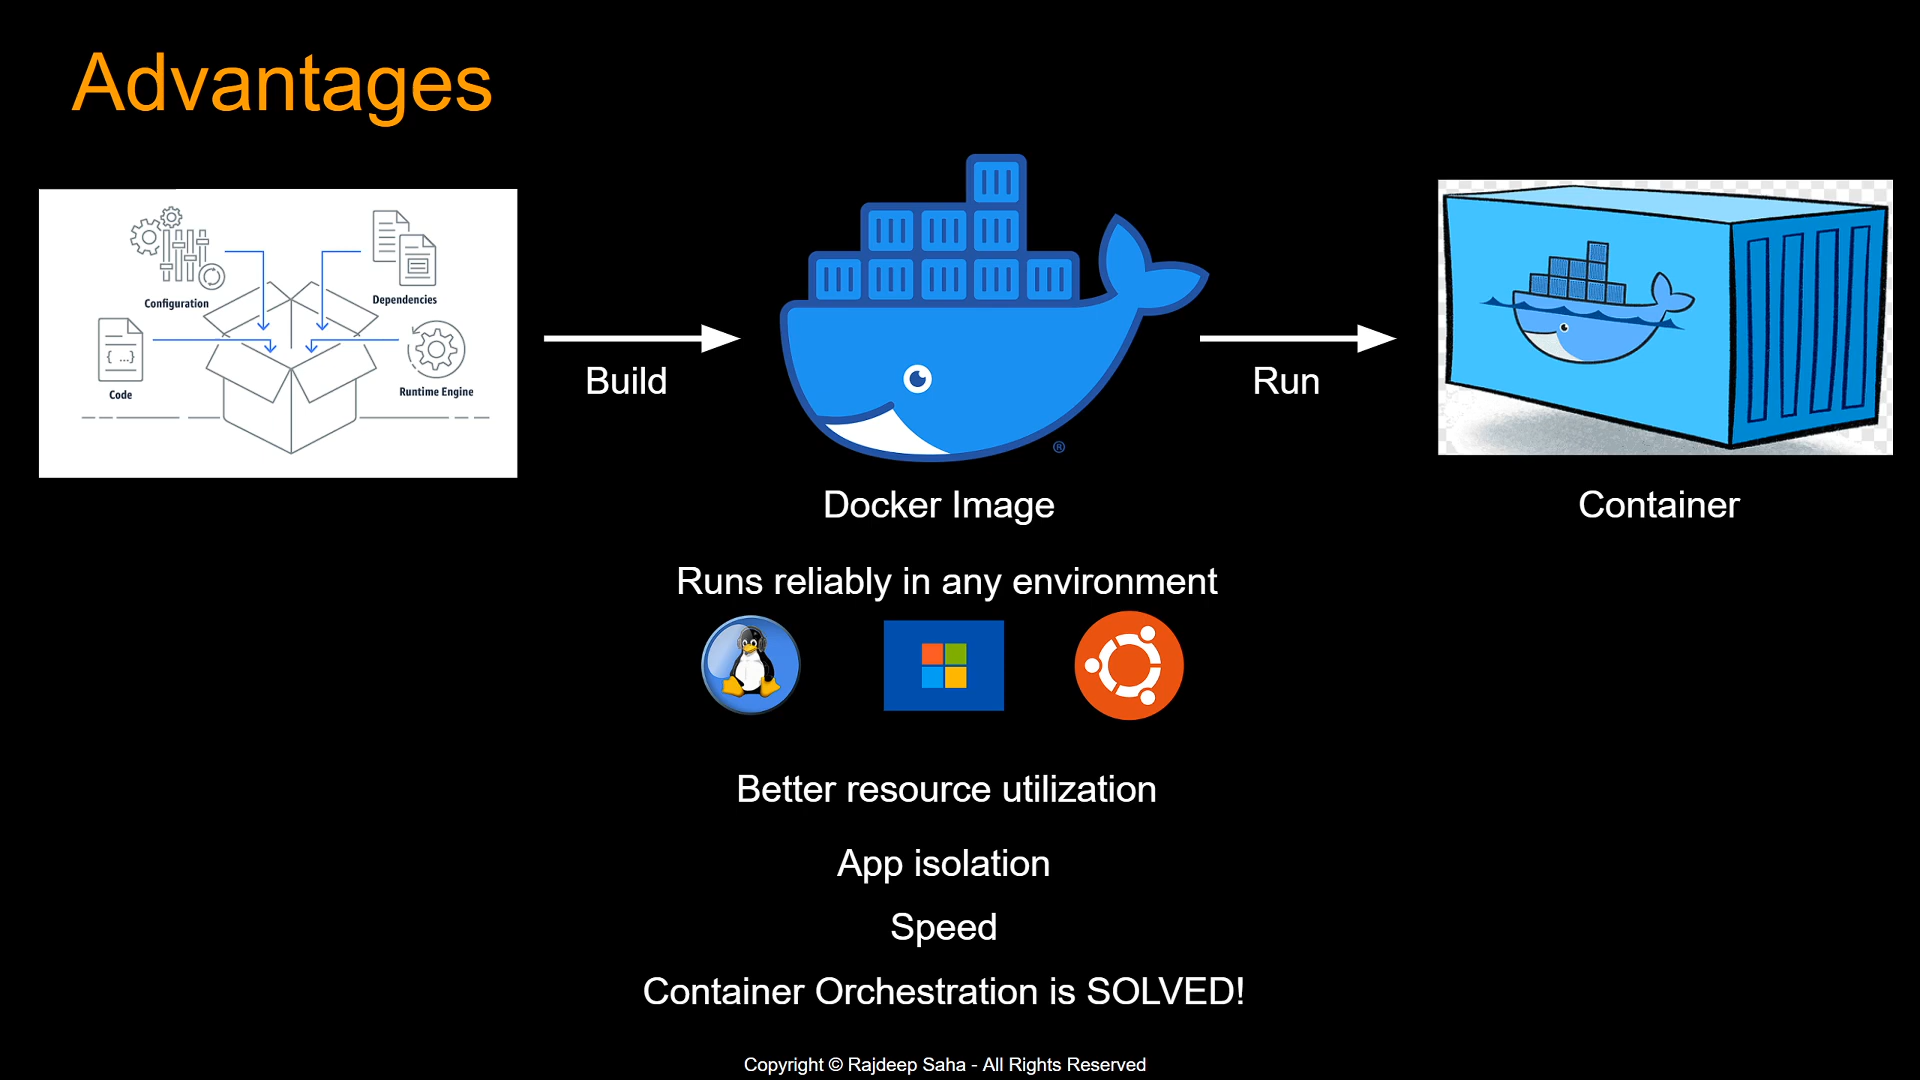 Advantages
Configuration
Dependencies
Code
{ ...}
Runtime Engine
Build
®
Run
Docker Image
Container
Runs reliably in any environment
Better resource utilization
App isolation
Speed
Container Orchestration is SOLVED!
Copyright © Rajdeep Saha - All Rights Reserved